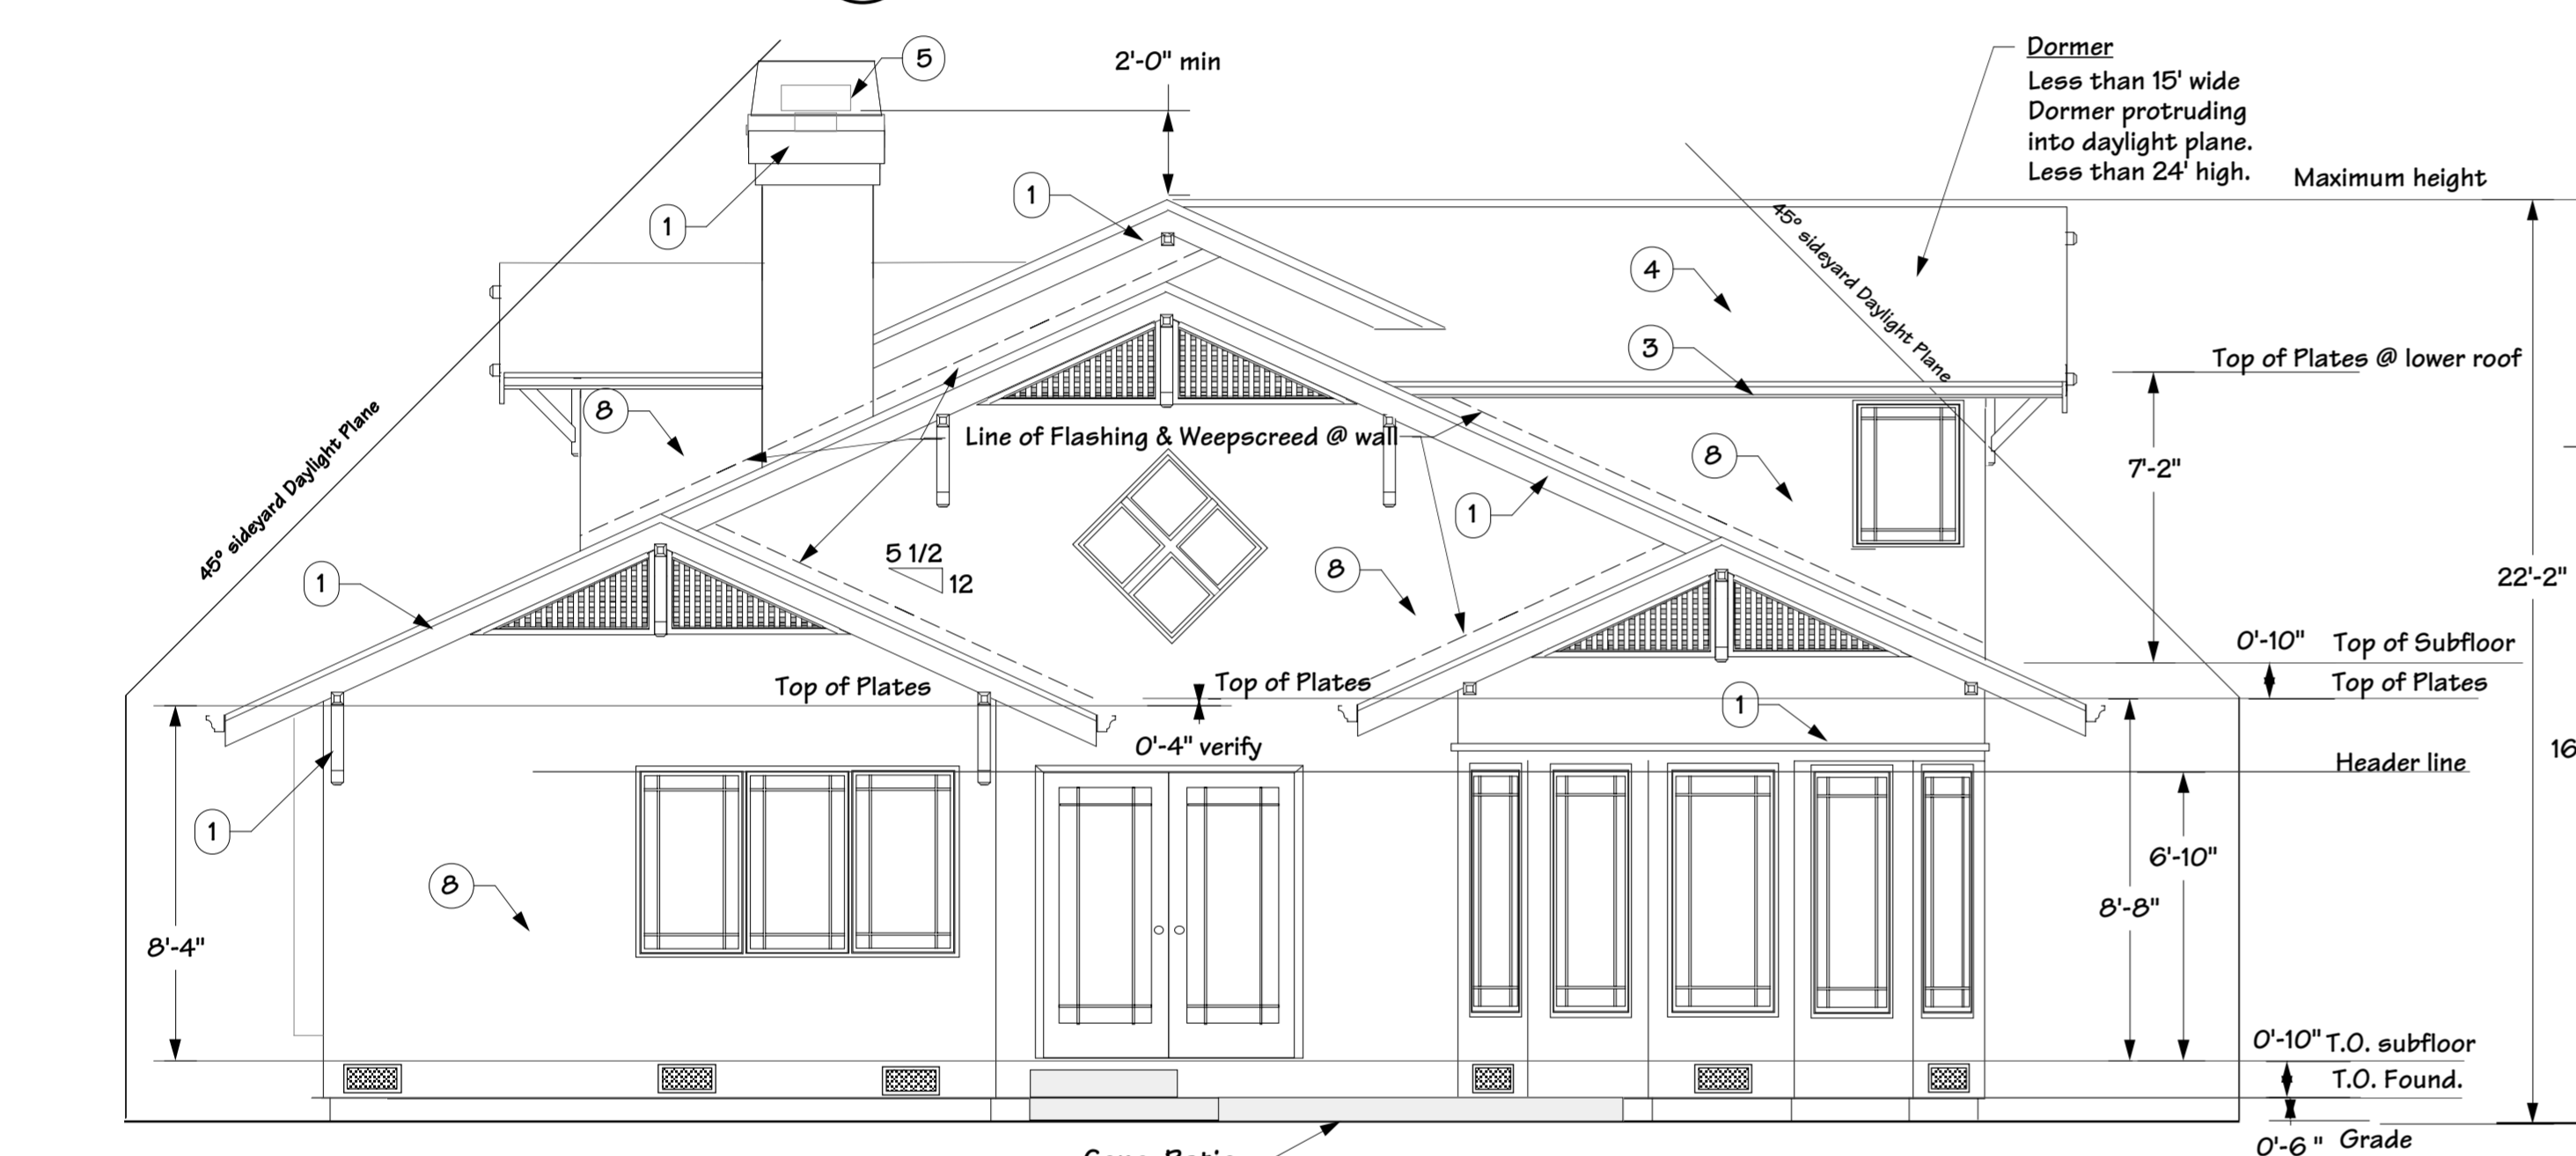 5
2'-0" min
Dormer
Less than 15' wide
Dormer protruding
into daylight plane.
Less than 24' high.
Maximum height
1
1
45° sideyard Daylight Plane
4
3
Top of Plates @ lower roof
8
45° sideyard Daylight Plane
Line of Flashing & Weepscreed @ wall
8
7'-2"
1
5 1/2
12
8
1
22'-2"
0'-10" Top of Subfloor
Top of Plates
Top of Plates
Top of Plates
1
0'-4" verify
16
Header line
1
6'-10"
8
8'-8"
8'-4"
0'-10" T.O. subfloor
T.O. Found.
0'-6" Grade